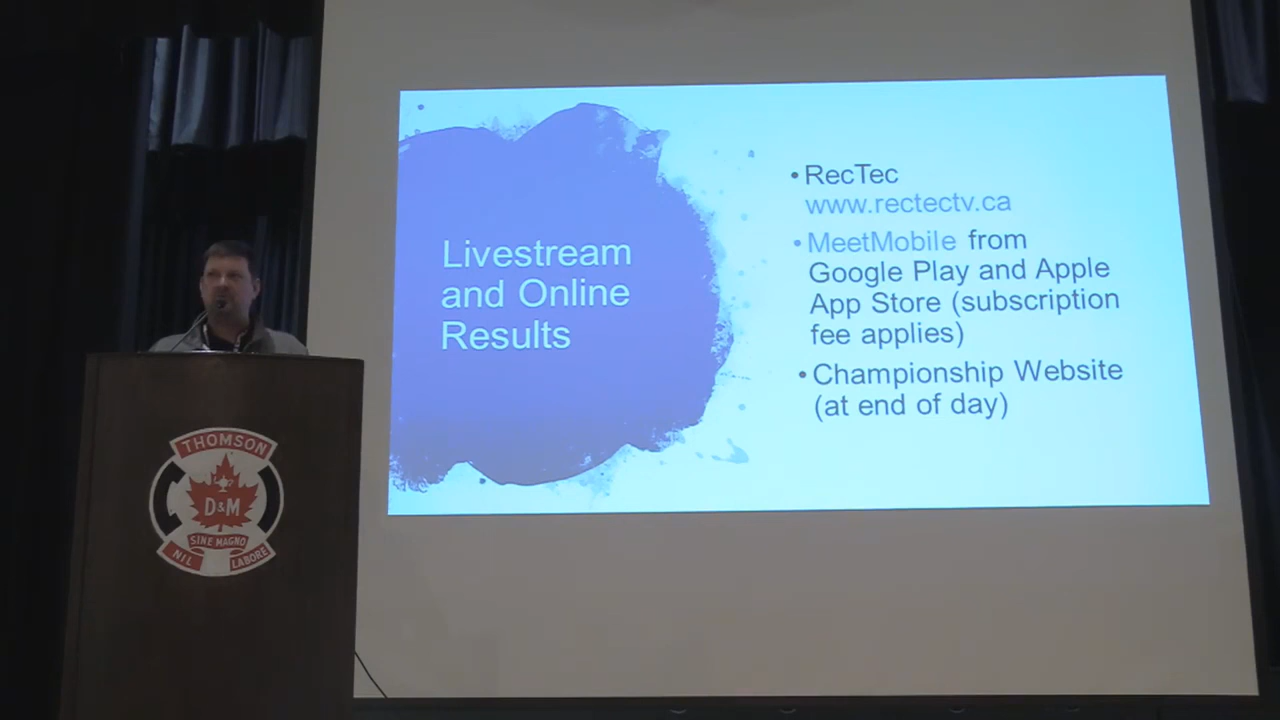 Livestream
and Online
Results
• RecTec
www.rectectv.ca
• MeetMobile from
Google Play and Apple
App Store (subscription
fee applies)
• Championship Website
(at end of day)
THOMSON
D&M
SINE MAGNO
NIL LABORE